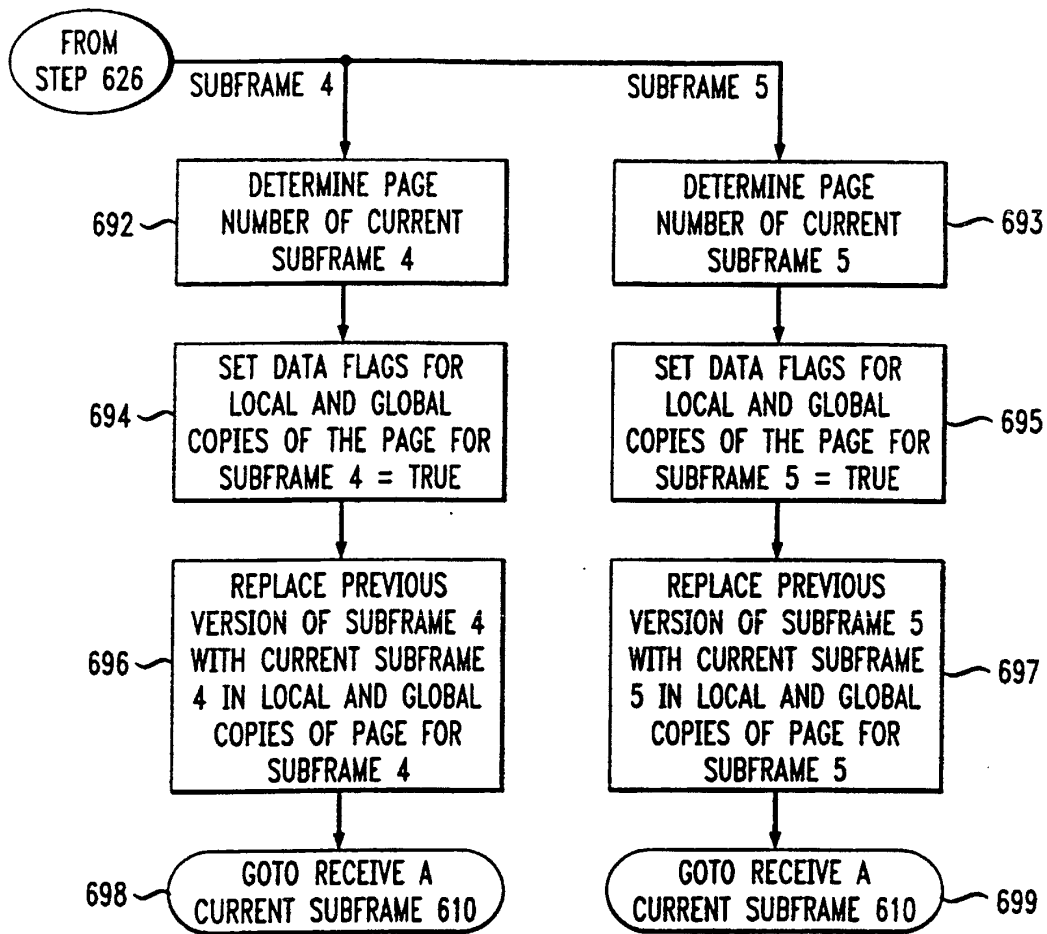 FROM
STEP 626
SUBFRAME 4
SUBFRAME 5
692
DETERMINE PAGE
NUMBER OF CURRENT
SUBFRAME 4
DETERMINE PAGE
NUMBER OF CURRENT
SUBFRAME 5
693
694
SET DATA FLAGS FOR
LOCAL AND GLOBAL
COPIES OF THE PAGE FOR
SUBFRAME 4 = TRUE
SET DATA FLAGS FOR
LOCAL AND GLOBAL
COPIES OF THE PAGE FOR
SUBFRAME 5 = TRUE
695
696
REPLACE PREVIOUS
VERSION OF SUBFRAME 4
WITH CURRENT SUBFRAME
4 IN LOCAL AND GLOBAL
COPIES OF PAGE FOR
SUBFRAME 4
REPLACE PREVIOUS
VERSION OF SUBFRAME 5
WITH CURRENT SUBFRAME
5 IN LOCAL AND GLOBAL
COPIES OF PAGE FOR
SUBFRAME 5
697
698
GOTO RECEIVE A
CURRENT SUBFRAME 610
GOTO RECEIVE A
CURRENT SUBFRAME 610
699